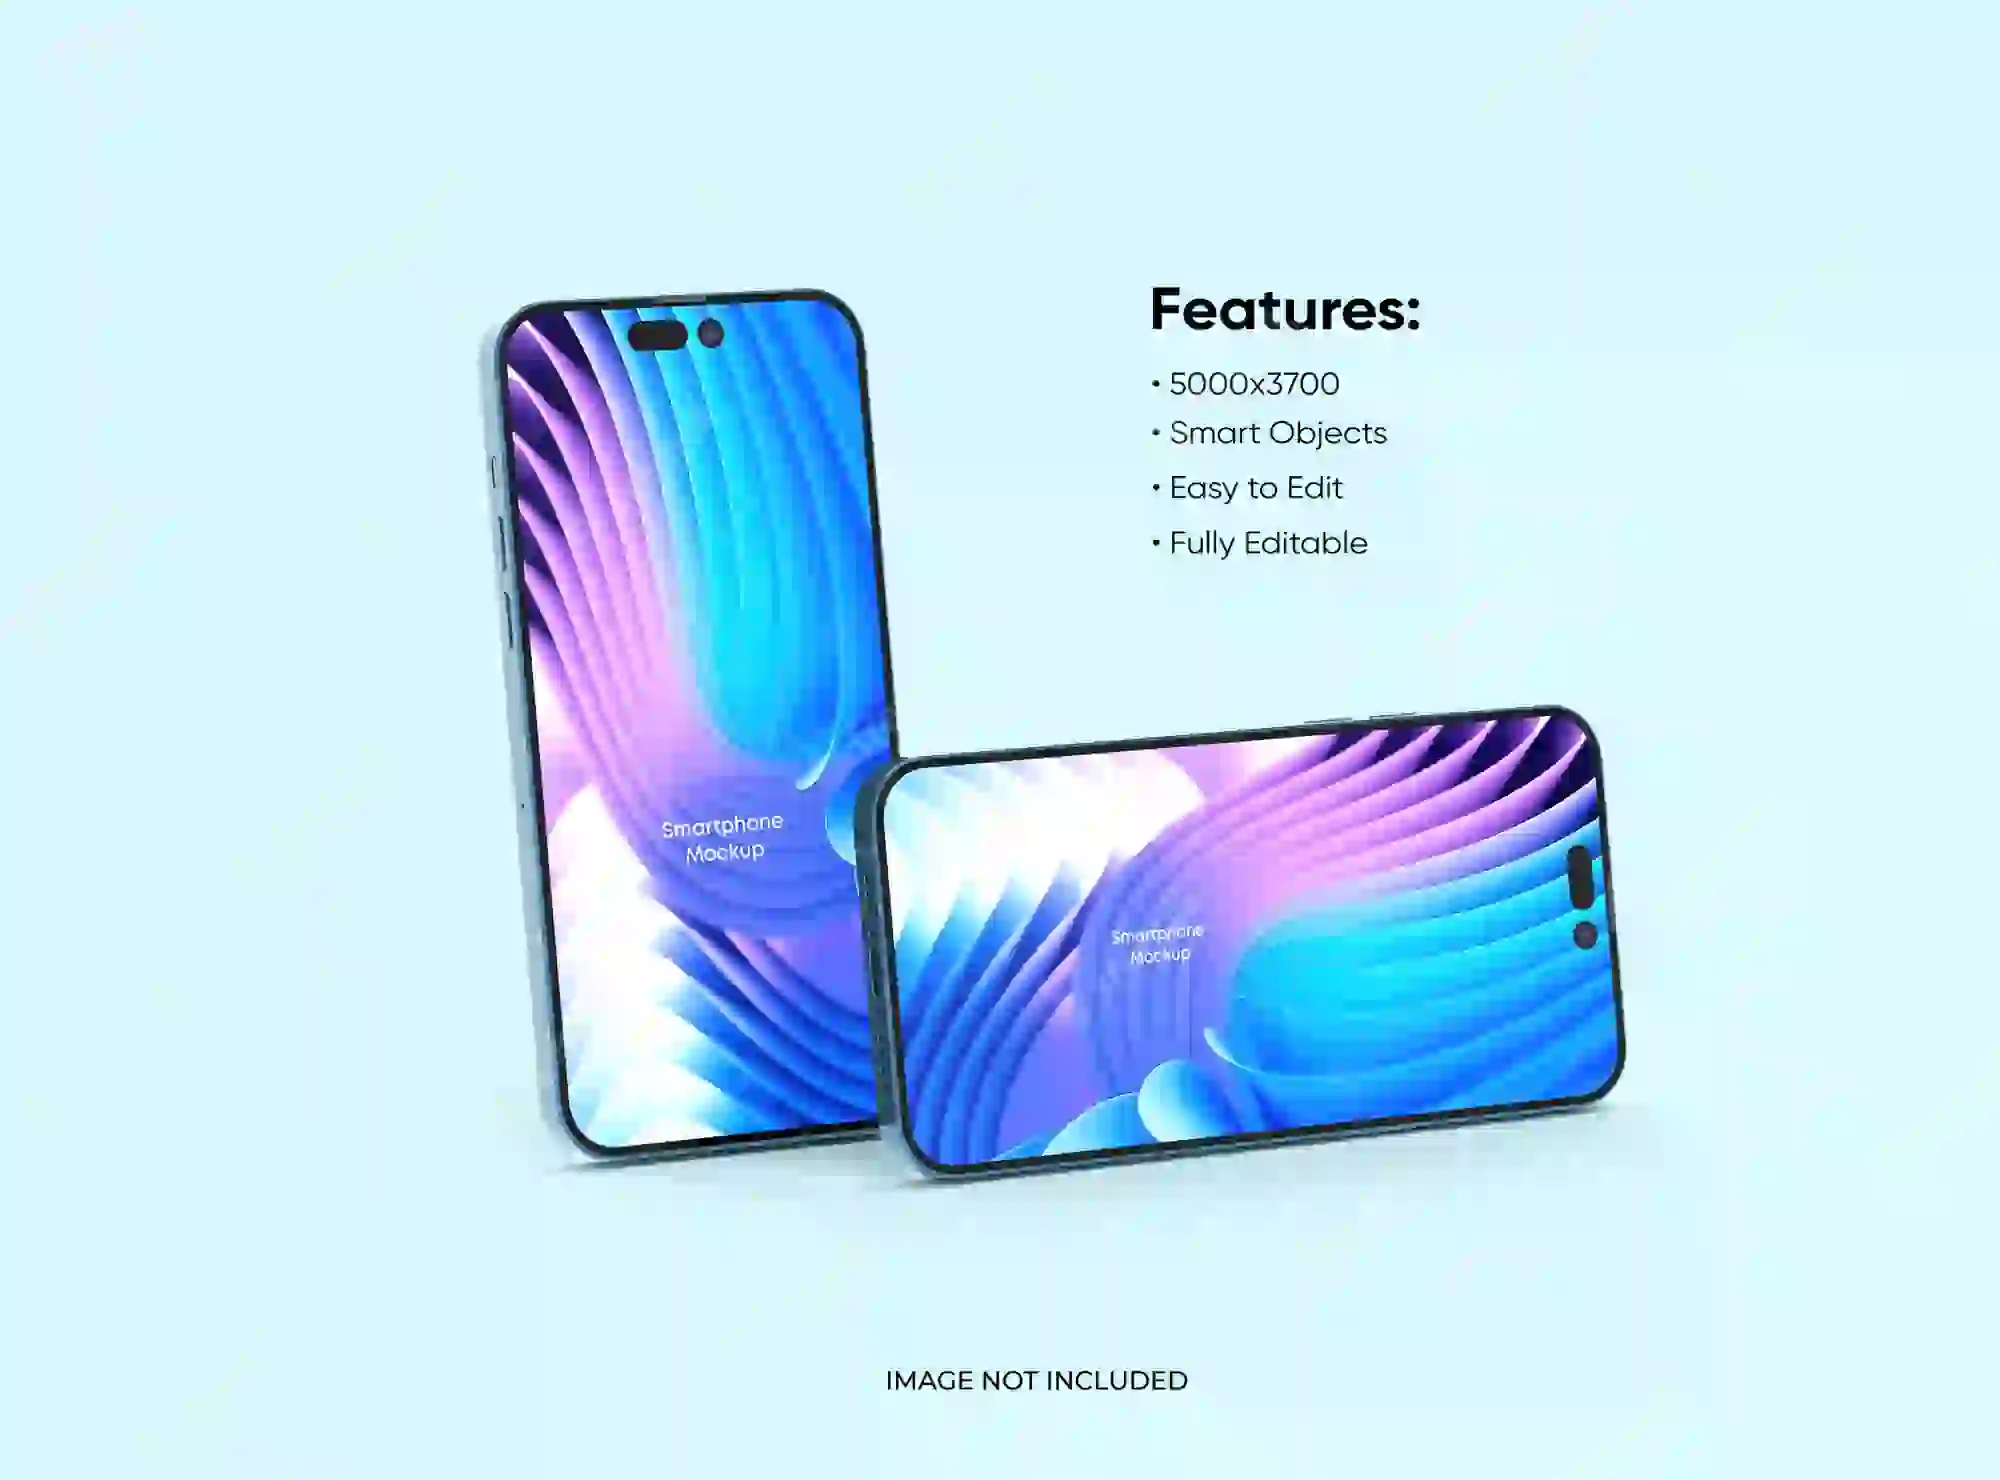 Features:
• 5000x3700
• Smart Objects
• Easy to Edit
• Fully Editable
Smartphone
Mockup
Smartphone
Mockup
IMAGE NOT INCLUDED